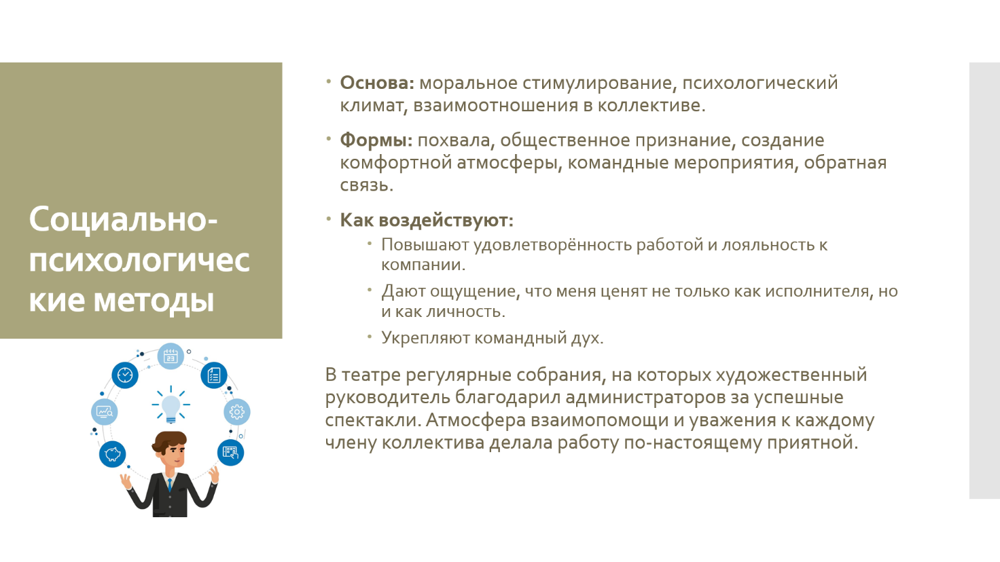 Социально-
психологичес
кие методы
• Основа: моральное стимулирование, психологический
климат, взаимоотношения в коллективе.
• Формы: похвала, общественное признание, создание
комфортной атмосферы, командные мероприятия, обратная
связь.
• Как воздействуют:
• Повышают удовлетворённость работой и лояльность к
компании.
• Дают ощущение, что меня ценят не только как исполнителя, но
и как личность.
• Укрепляют командный дух.
В театре регулярные собрания, на которых художественный
руководитель благодарил администраторов за успешные
спектакли. Атмосфера взаимопомощи и уважения к каждому
члену коллектива делала работу по-настоящему приятной.
23